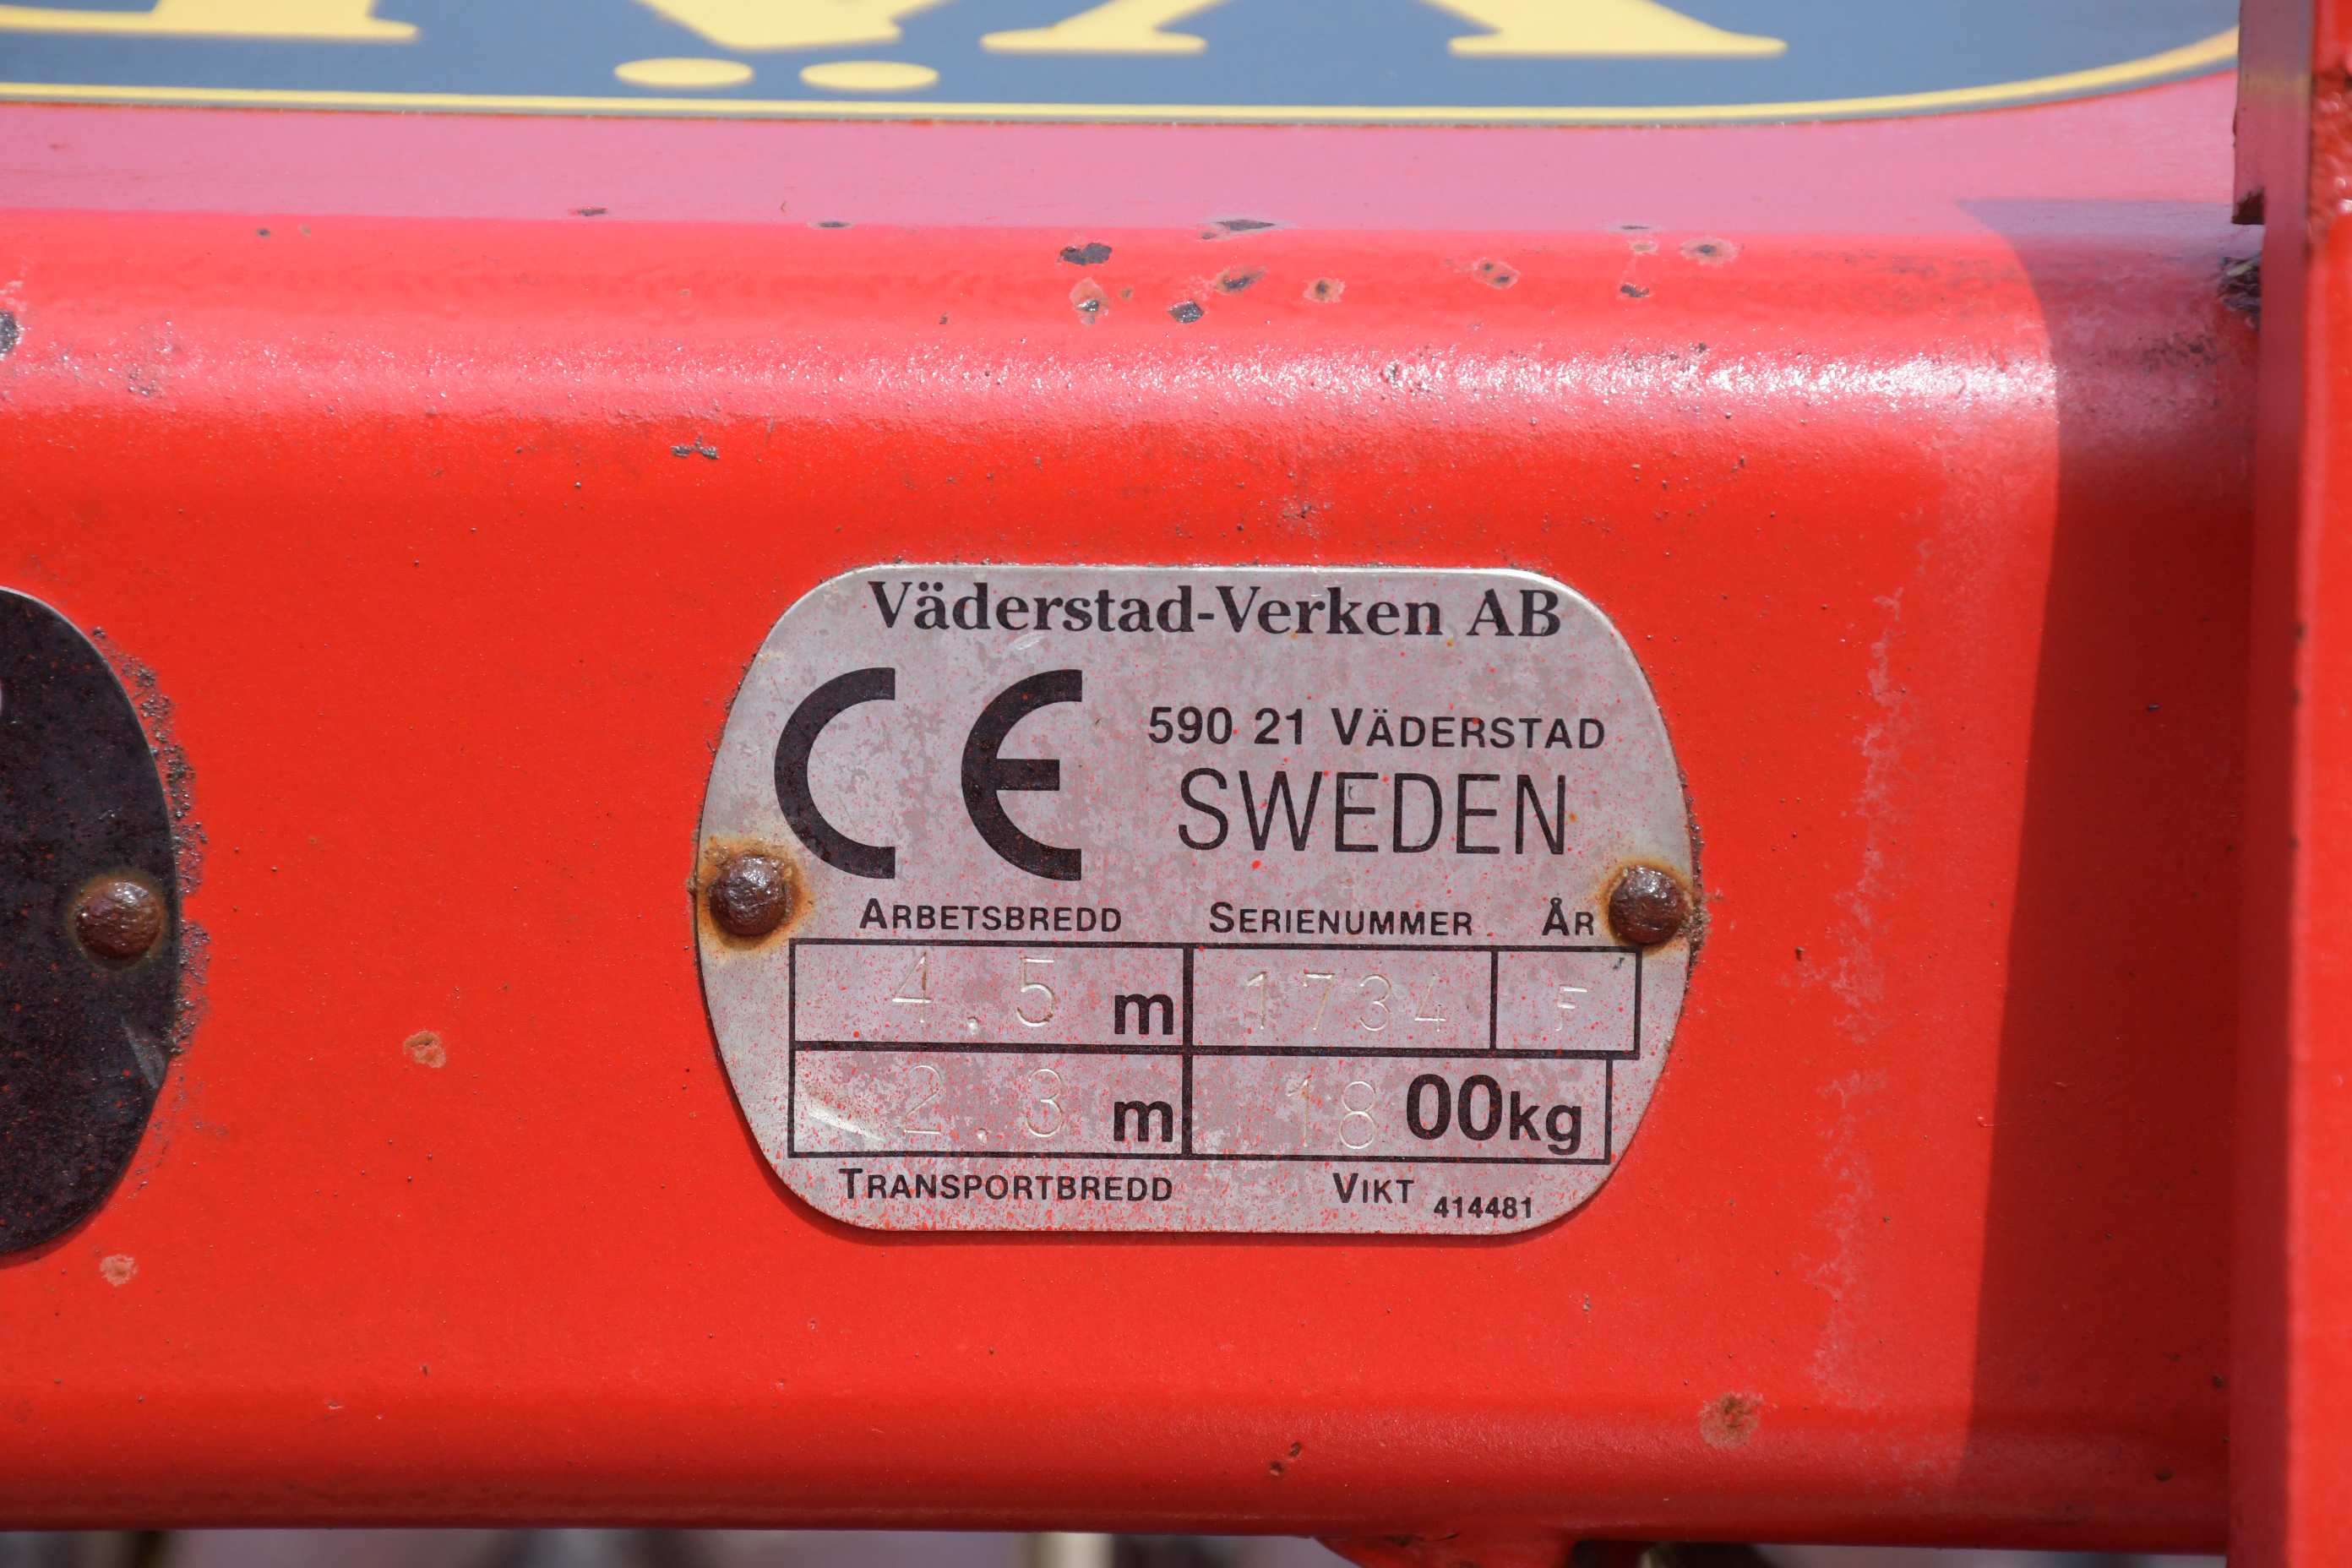 Väderstad-Verken AB
CE
590 21 VÄDERSTAD
SWEDEN
ARBETSBREDD SERIENUMMER ÅR
4.5 m 1734 F
2.3 m 1800kg
TRANSPORTBREDD VIKT 414481